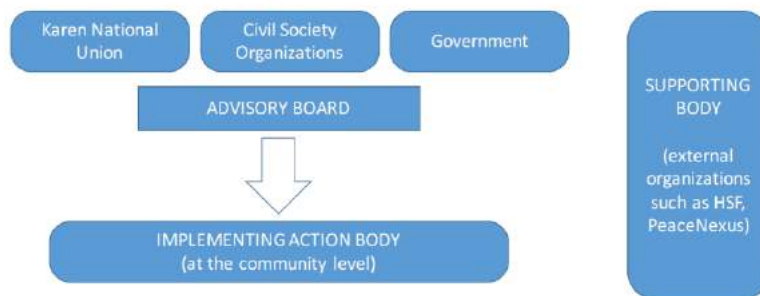 Karen National
Union
Civil Society
Organizations
Government
ADVISORY BOARD
IMPLEMENTING ACTION BODY
(at the community level)
SUPPORTING
BODY
(external
organizations
such as HSF,
PeaceNexus)